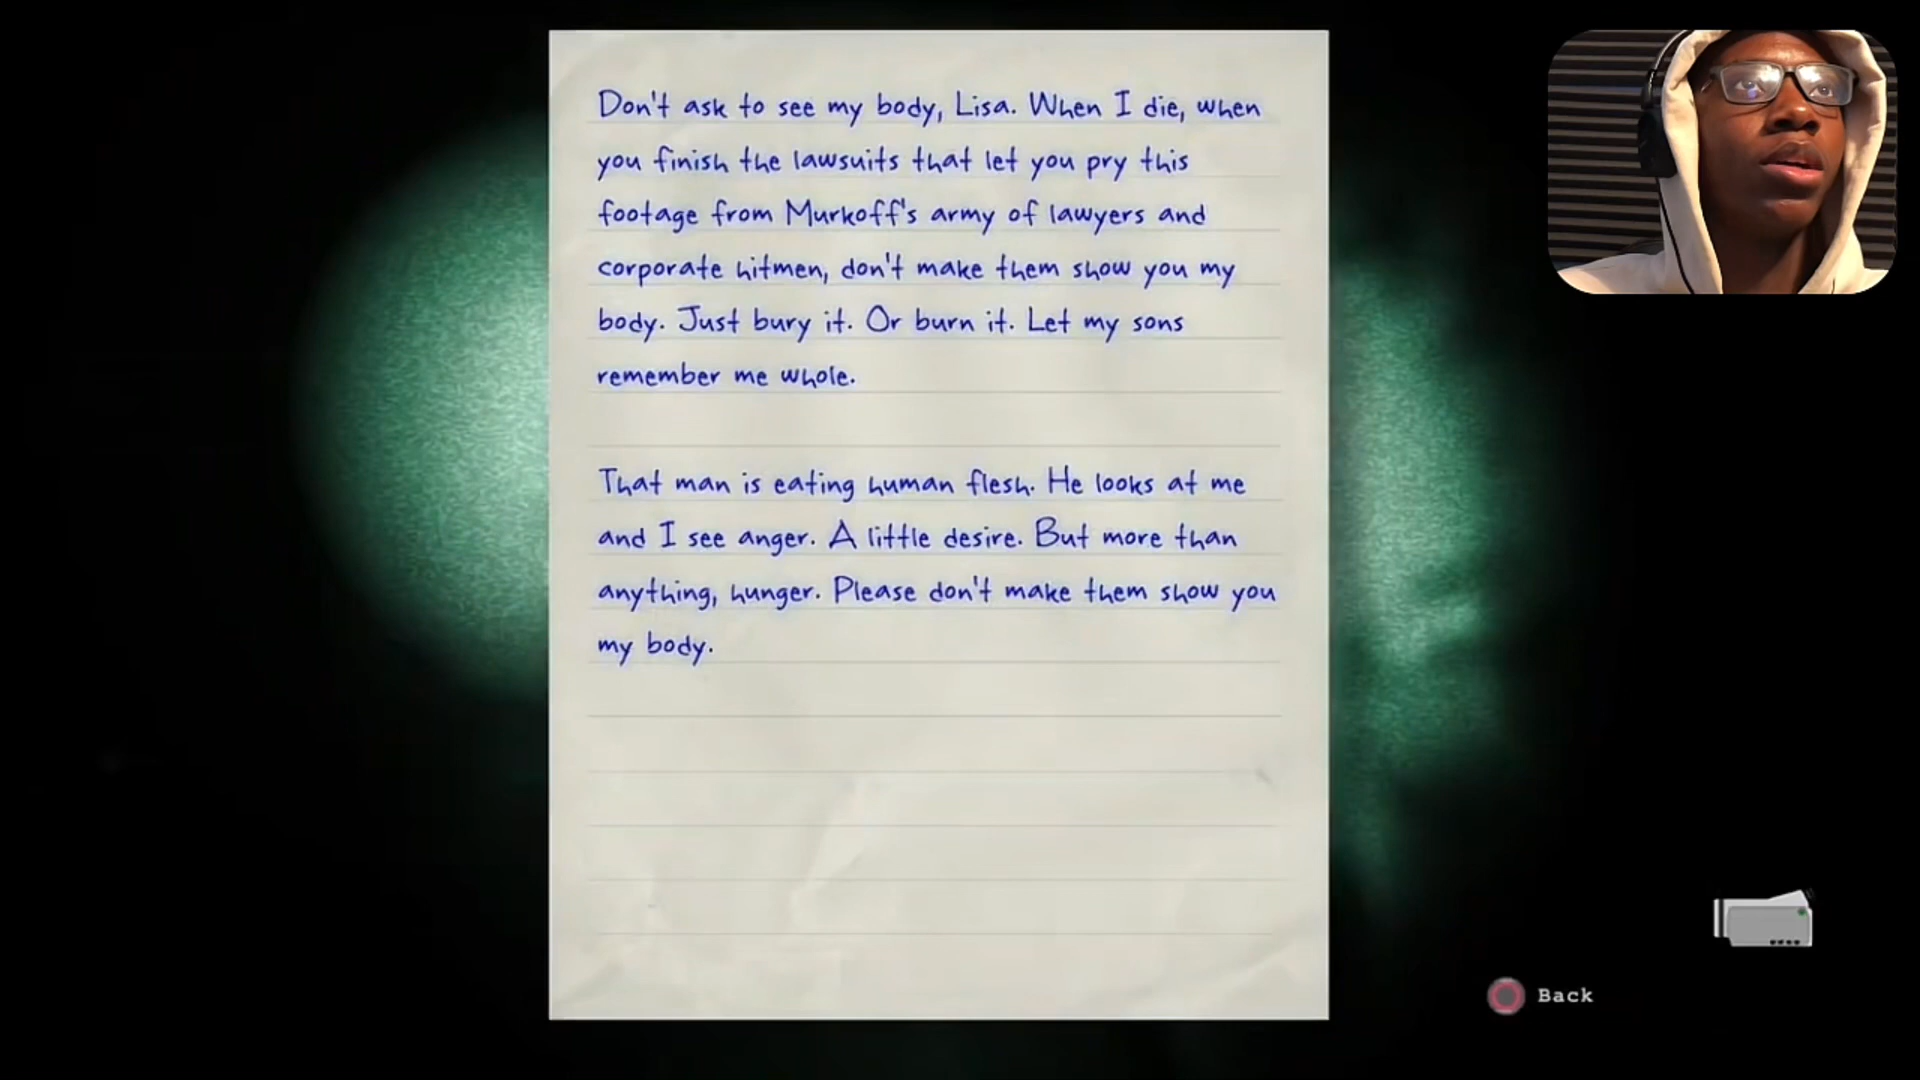 Don't ask to see my body, Lisa. When I die, when
you finish the lawsuits that let you pry this
footage from Murkoff's army of lawyers and
corporate hitmen, don't make them show you my
body. Just bury it. Or burn it. Let my sons
remember me whole.
That man is eating human flesh. He looks at me
and I see anger. A little desire. But more than
anything, hunger. Please don't make them show you
my body.
Back